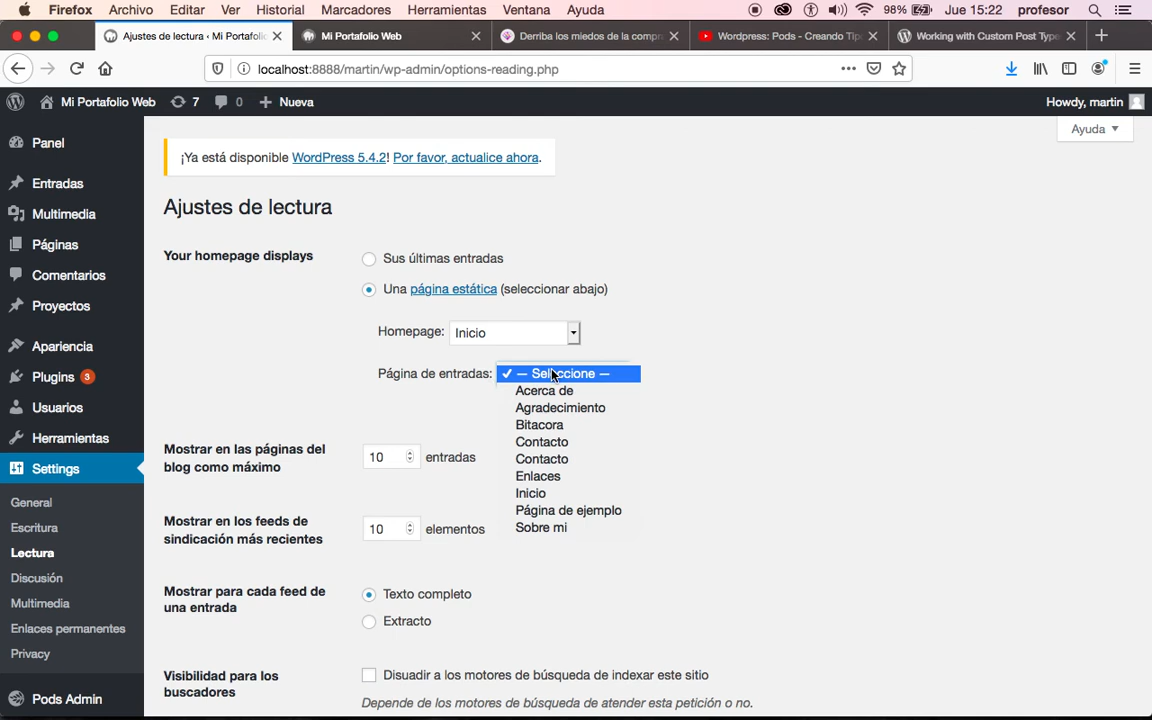 Firefox Archivo Editar Ver Historial Marcadores Herramientas Ventana Ayuda 98% Jue 15:22 profesor
Ajustes de lectura ‹ Mi Portafolio
Mi Portafolio Web
Derriba los miedos de la compr
Wordpress: Pods - Creando Tip
Working with Custom Post Type
localhost:8888/martin/wp-admin/options-reading.php
Mi Portafolio Web 7 0 Nueva Howdy, martin
Ayuda
Panel
Entradas
Multimedia
Páginas
Comentarios
Proyectos
Apariencia
Plugins 3
Usuarios
Herramientas
Settings
General
Escritura
Lectura
Discusión
Multimedia
Enlaces permanentes
Privacy
Pods Admin
¡Ya está disponible WordPress 5.4.2! Por favor, actualice ahora.
Ajustes de lectura
Your homepage displays
Sus últimas entradas
Una página estática (seleccionar abajo)
Homepage: Inicio
Página de entradas: — Seleccione —
Acerca de
Agradecimiento
Bitacora
Contacto
Contacto
Enlaces
Inicio
Página de ejemplo
Sobre mi
Mostrar en las páginas del
blog como máximo
10 entradas
Mostrar en los feeds de
sindicación más recientes
10 elementos
Mostrar para cada feed de
una entrada
Texto completo
Extracto
Visibilidad para los
buscadores
Disuadir a los motores de búsqueda de indexar este sitio
Depende de los motores de búsqueda de atender esta petición o no.